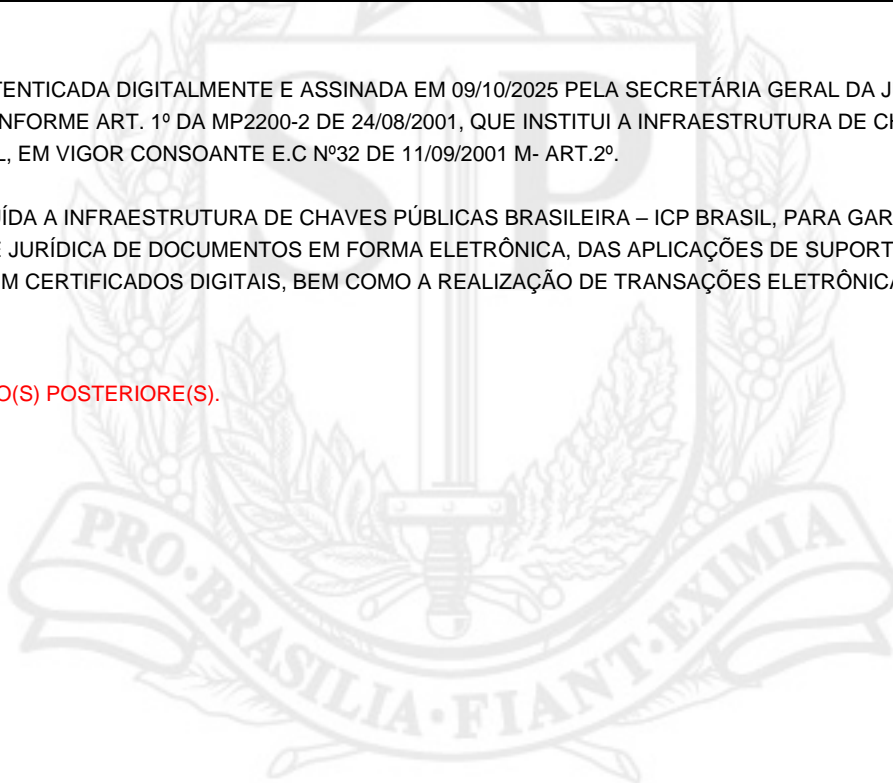 TENTICADA DIGITALMENTE E ASSINADA EM 09/10/2025 PELA SECRETÁRIA GERAL DA J
NFORME ART. 1º DA MP2200-2 DE 24/08/2001, QUE INSTITUI A INFRAESTRUTURA DE CH
L, EM VIGOR CONSOANTE E.C Nº32 DE 11/09/2001 M- ART.2º.
ÍDA A INFRAESTRUTURA DE CHAVES PÚBLICAS BRASILEIRA – ICP BRASIL, PARA GAR
E JURÍDICA DE DOCUMENTOS EM FORMA ELETRÔNICA, DAS APLICAÇÕES DE SUPORT
M CERTIFICADOS DIGITAIS, BEM COMO A REALIZAÇÃO DE TRANSAÇÕES ELETRÔNICA
O(S) POSTERIORE(S).
SP
PRO·BRASILIA·FIANT·EXIMIA